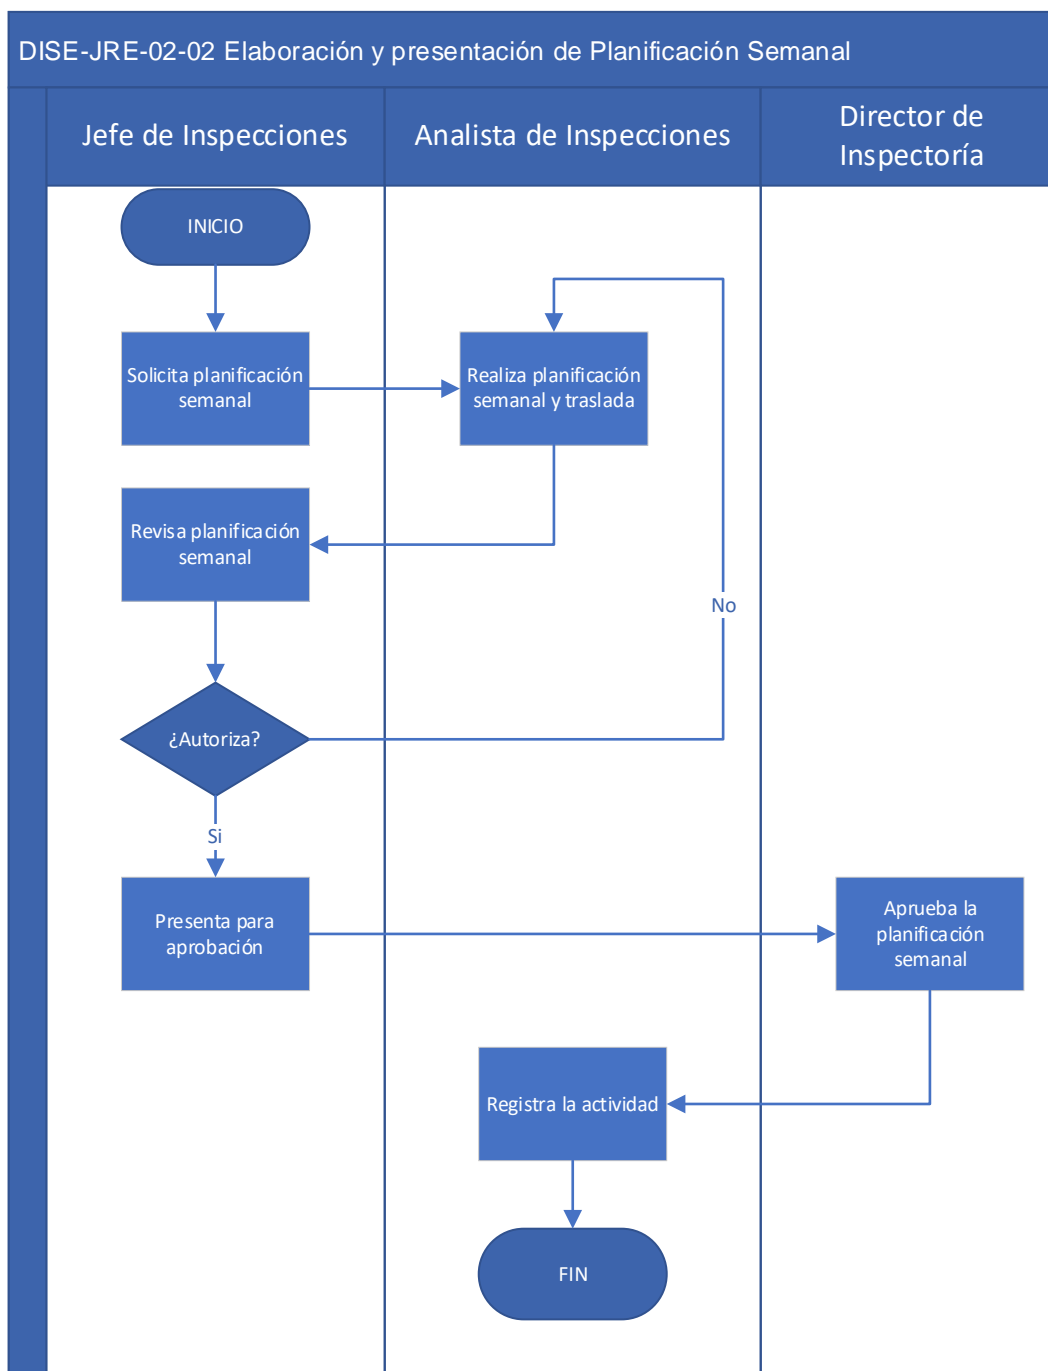 DISE-JRE-02-02 Elaboración y presentación de Planificación Semanal
Jefe de Inspecciones
Analista de Inspecciones
Director de
Inspectoría
INICIO
Solicita planificación
semanal
Realiza planificación
semanal y traslada
Revisa planificación
semanal
No
¿Autoriza?
Si
Presenta para
aprobación
Aprueba la
planificación
semanal
Registra la actividad
FIN